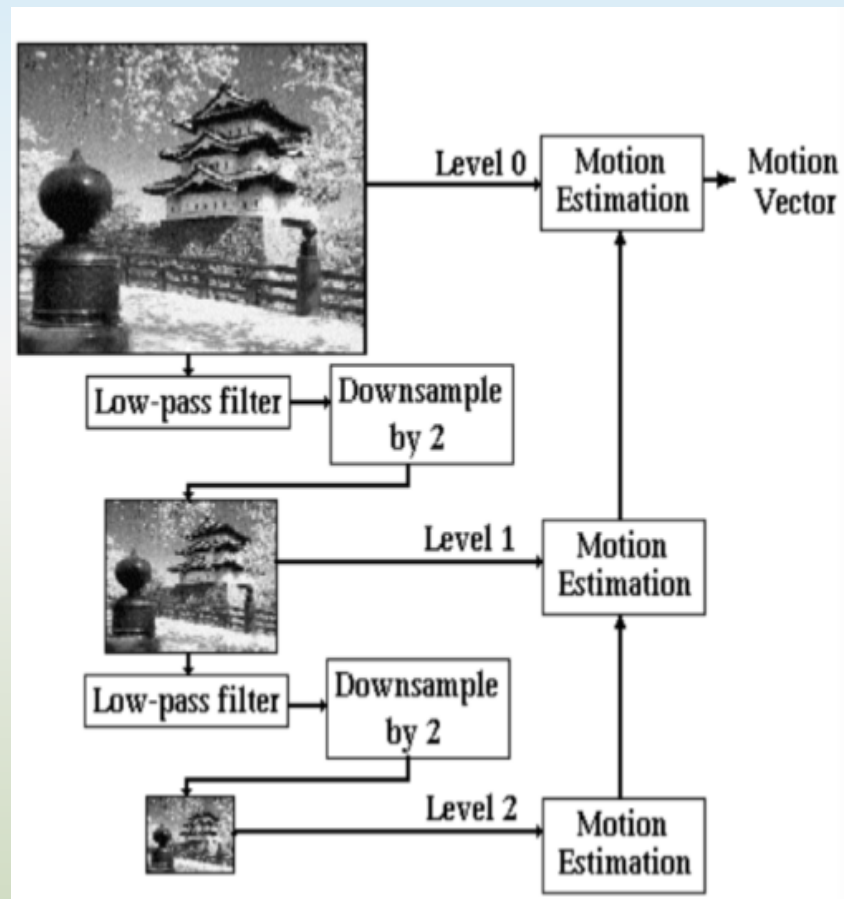 Level 0
Motion
Estimation
Motion
Vector
Low-pass filter
Downsample
by 2
Level 1
Motion
Estimation
Low-pass filter
Downsample
by 2
Level 2
Motion
Estimation